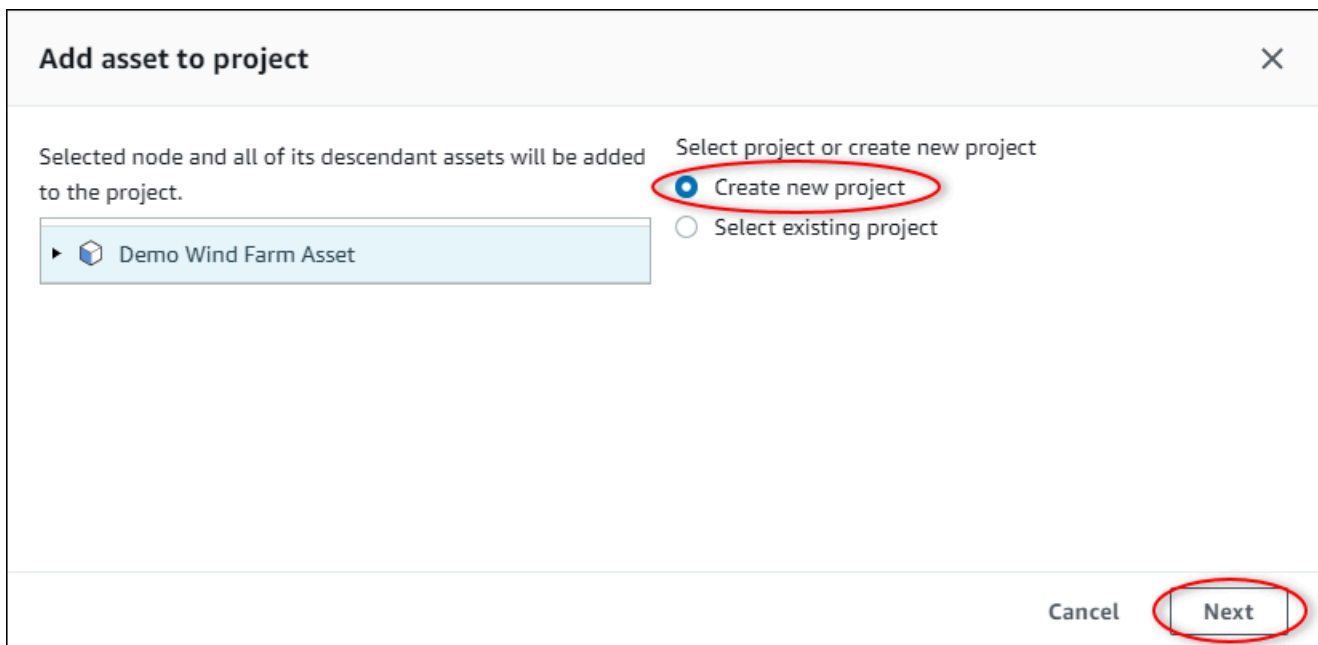 Add asset to project
Selected node and all of its descendant assets will be added
to the project.
Demo Wind Farm Asset
Select project or create new project
Create new project
Select existing project
Cancel
Next